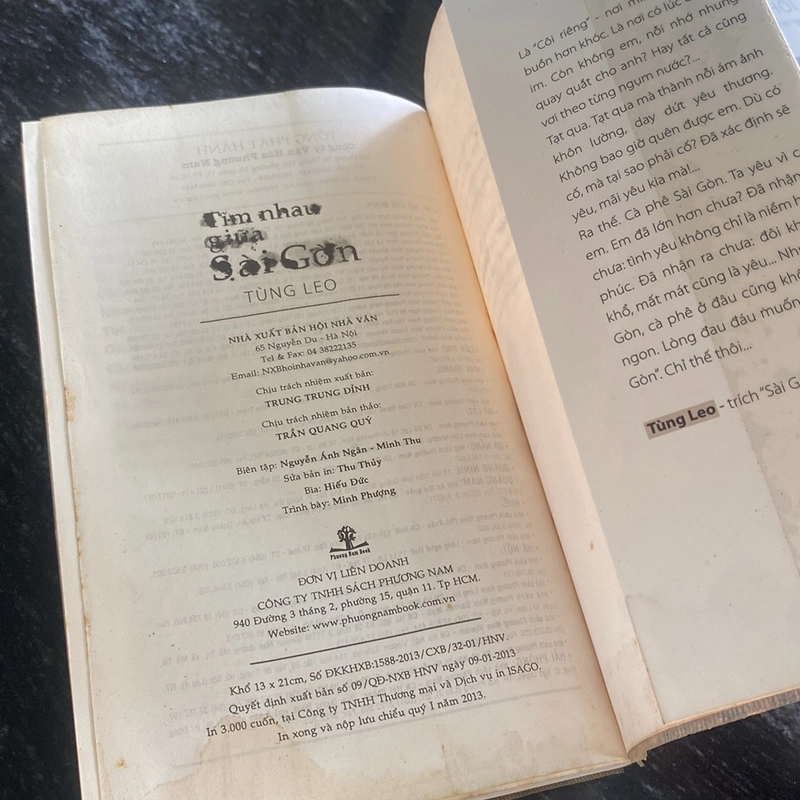 Tìm nhau
giữa
Sài Gòn
TÙNG LEO
NHÀ XUẤT BẢN HỘI NHÀ VĂN
65 Nguyễn Du - Hà Nội
Tel & Fax: 04 38222135
Email: NXBhoinhavan@yahoo.com.vn
Chịu trách nhiệm xuất bản:
TRUNG TRUNG ĐỈNH
Chịu trách nhiệm bản thảo:
TRẦN QUANG QUÝ
Biên tập: Nguyễn Ánh Ngân - Minh Thu
Sửa bản in: Thu Thủy
Bìa: Hiếu Đức
Trình bày: Minh Phượng
Phuong Nam Book
ĐƠN VỊ LIÊN DOANH
CÔNG TY TNHH SÁCH PHƯƠNG NAM
940 Đường 3 tháng 2, phường 15, quận 11. Tp HCM.
Website: www.phuongnambook.com.vn
Khổ 13 x 21cm, Số ĐKKHXB:1588-2013/CXB/32-01/HNV.
Quyết định xuất bản số 09/QĐ-NXB HNV ngày 09-01-2013
In 3.000 cuốn, tại Công ty TNHH Thương mại và Dịch vụ in ISAGO.
In xong và nộp lưu chiểu quý I năm 2013.
Là "Cõi riêng" - nơi
buồn hơn khóc. Là nơi có lúc
im. Còn không em, nỗi nhớ nhung
quay quắt cho anh? Hay tất cả cũng
vơi theo từng ngụm nước?...
Tạt qua. Tạt qua mà thành nỗi ám ảnh
khôn lường, day dứt yêu thương.
Không bao giờ quên được em. Dù có
cố, mà tại sao phải cố? Đã xác định sẽ
yêu, mãi yêu kia mà!...
Ra thế. Cà phê Sài Gòn. Ta yêu vì
em. Em đã lớn hơn chưa? Đã nhận
chưa: tình yêu không chỉ là niềm
phúc. Đã nhận ra chưa: đôi
khổ, mất mát cũng là yêu...
Gòn, cà phê ở đâu cũng
ngon. Lòng đau đáu muốn
Gòn". Chỉ thế thôi...
Tùng Leo - trích "Sài